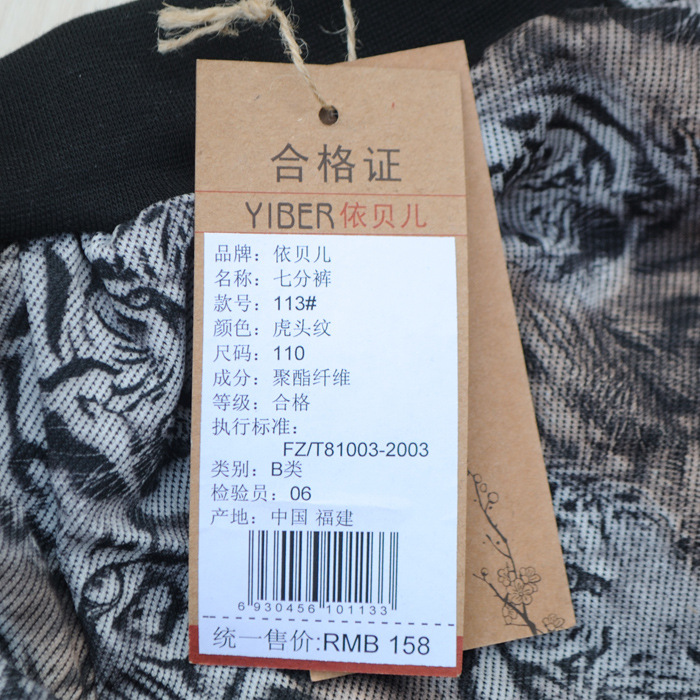 合格证
YIBER依贝儿
品牌：依贝儿
名称：七分裤
款号：113#
颜色：虎头纹
尺码：110
成分：聚酯纤维
等级：合格
执行标准：
FZ/T81003-2003
类别：B类
检验员：06
产地：中国 福建
6 930456 101133
统一售价:RMB 158